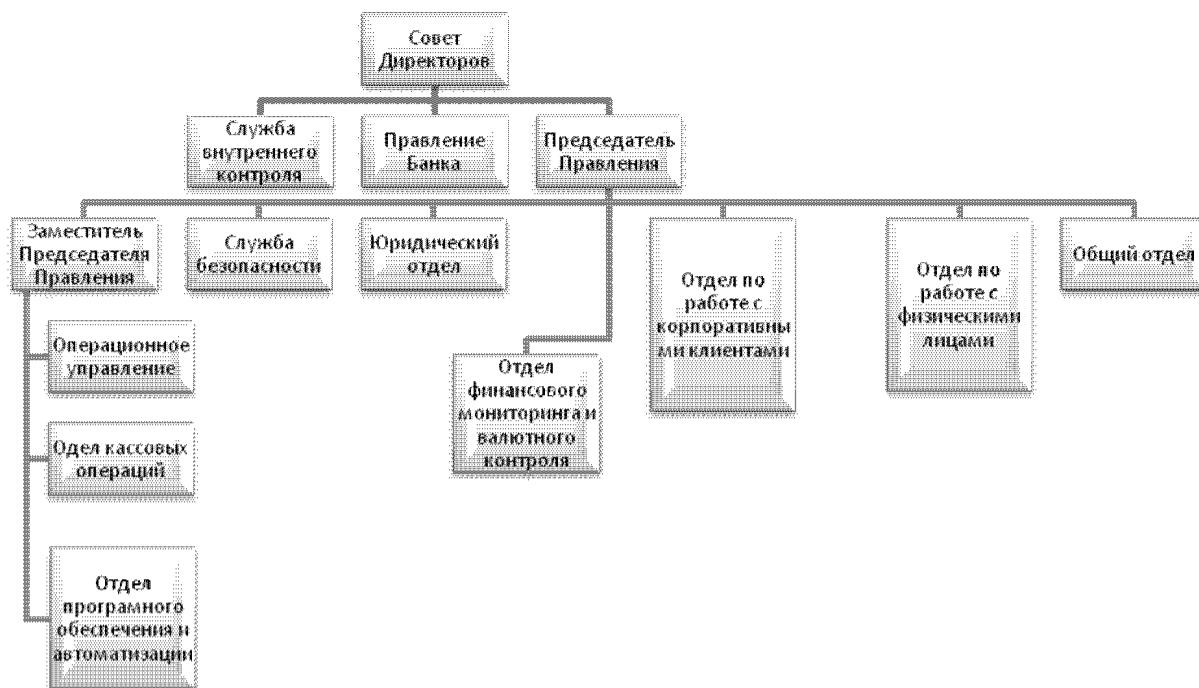 Совет
Директоров
Служба
внутреннего
контроля
Правление
Банка
Председатель
Правления
Заместитель
Председателя
Правления
Служба
безопасности
Юридический
отдел
Отдел по
работе с
корпоративны
ми клиентами
Отдел по
работе с
физическими
лицами
Общий отдел
Операционное
управление
Отдел
финансового
мониторинга и
валютного
контроля
Одел кассовых
операций
Отдел
програмного
обеспечения и
автоматизации